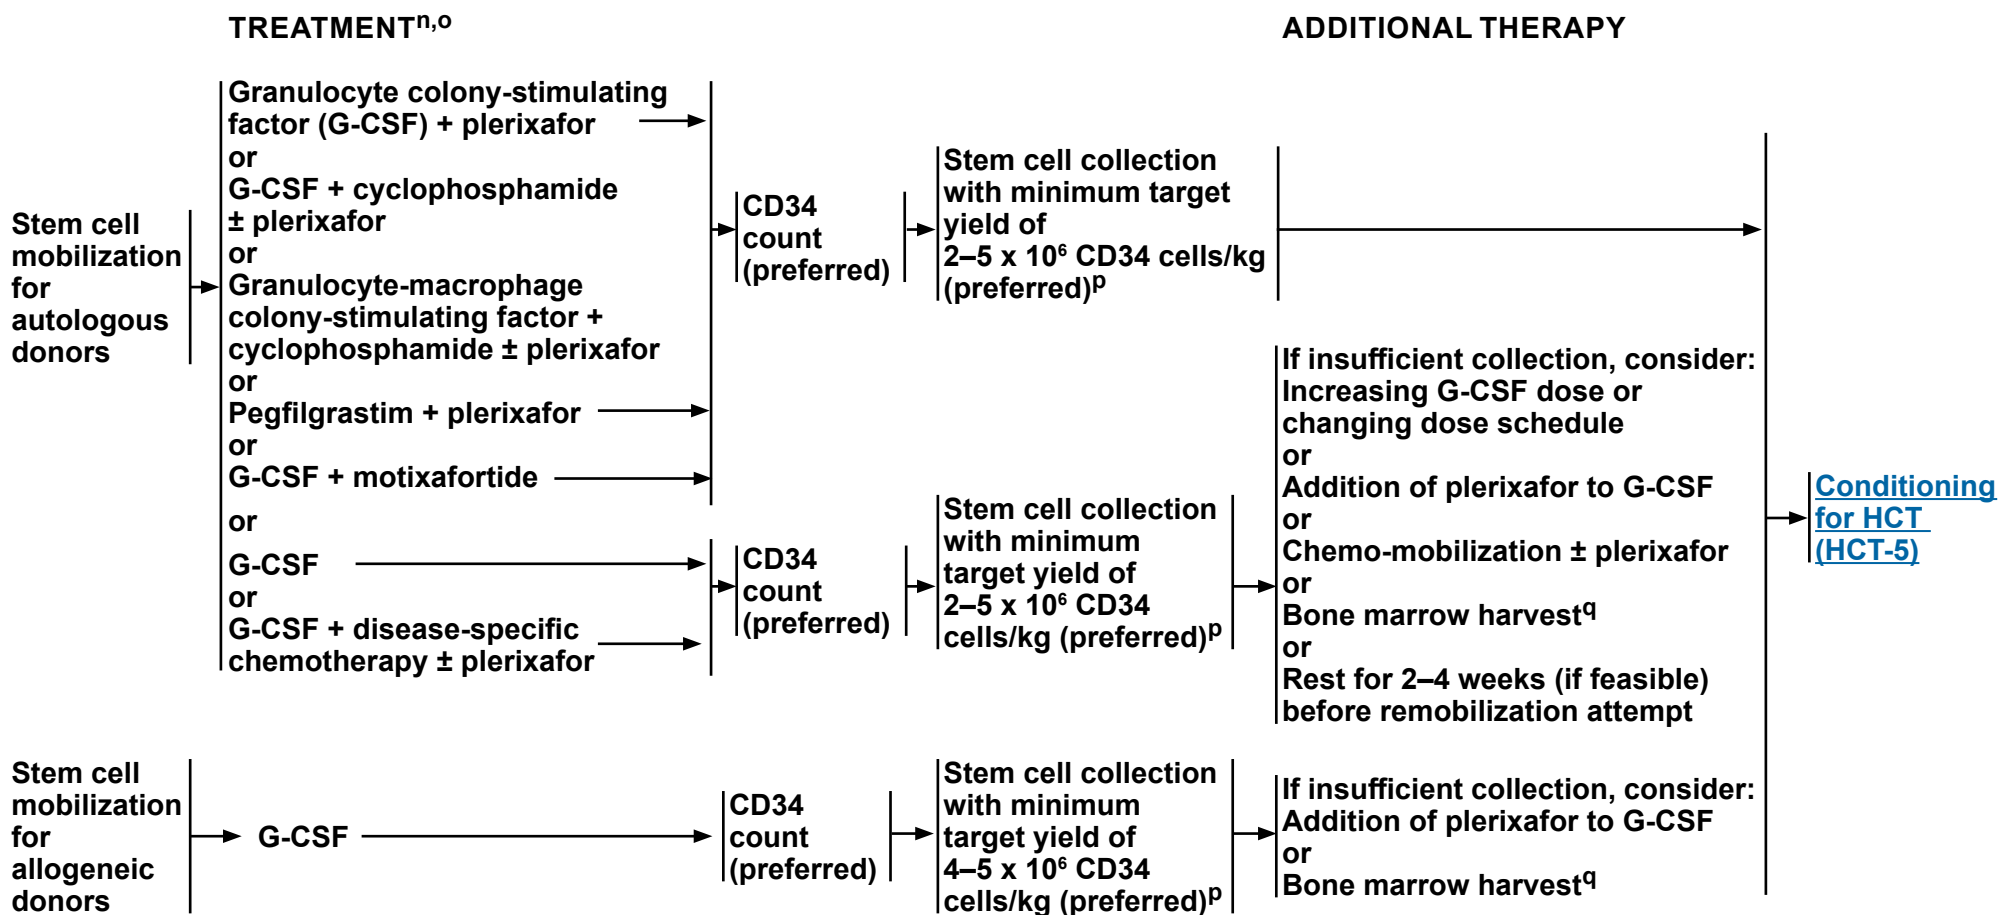 TREATMENTn,o
ADDITIONAL THERAPY
Stem cell
mobilization
for
autologous
donors
Granulocyte colony-stimulating
factor (G-CSF) + plerixafor
or
G-CSF + cyclophosphamide
± plerixafor
or
Granulocyte-macrophage
colony-stimulating factor +
cyclophosphamide ± plerixafor
or
Pegfilgrastim + plerixafor
or
G-CSF + motixafortide
or
G-CSF
or
G-CSF + disease-specific
chemotherapy ± plerixafor
CD34
count
(preferred)
Stem cell collection
with minimum target
yield of
2–5 x 10⁶ CD34 cells/kg
(preferred)p
CD34
count
(preferred)
Stem cell collection
with minimum
target yield of
2–5 x 10⁶ CD34
cells/kg (preferred)p
If insufficient collection, consider:
Increasing G-CSF dose or
changing dose schedule
or
Addition of plerixafor to G-CSF
or
Chemo-mobilization ± plerixafor
or
Bone marrow harvestq
or
Rest for 2–4 weeks (if feasible)
before remobilization attempt
Stem cell
mobilization
for
allogeneic
donors
G-CSF
CD34
count
(preferred)
Stem cell collection
with minimum
target yield of
4–5 x 10⁶ CD34
cells/kg (preferred)p
If insufficient collection, consider:
Addition of plerixafor to G-CSF
or
Bone marrow harvestq
Conditioning
for HCT
(HCT-5)